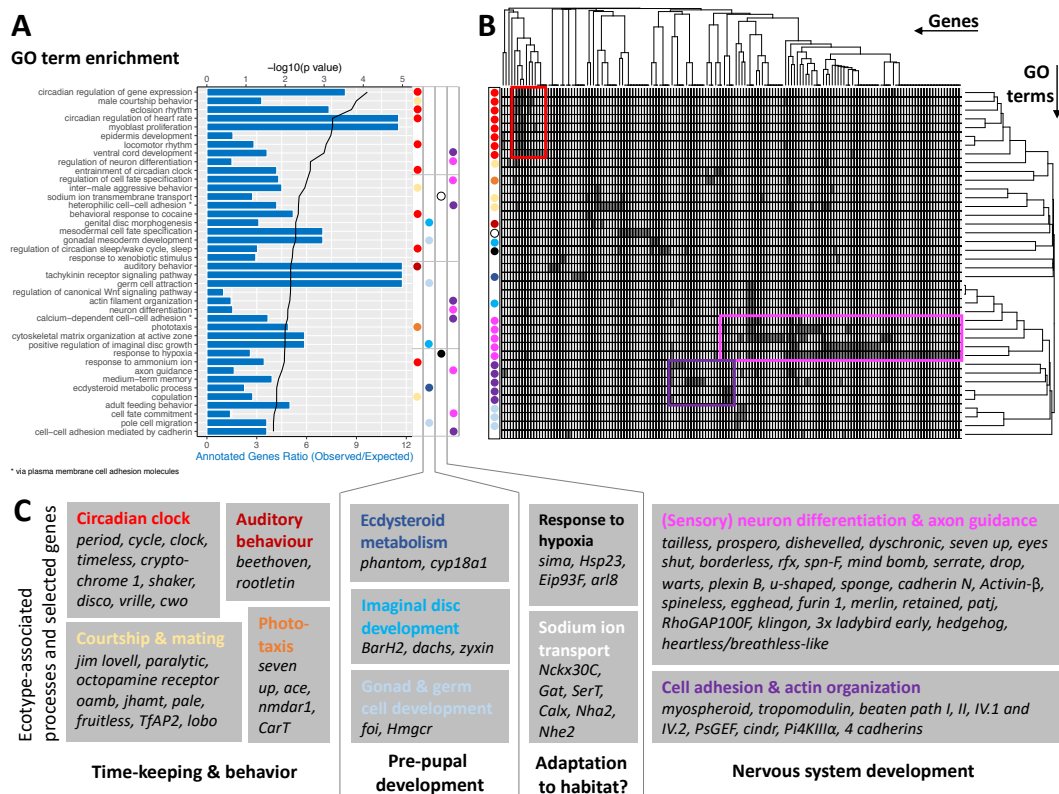 A
GO term enrichment
−log10(p value)
0 1 2 3 4 5
circadian regulation of gene expression
male courtship behavior
eclosion rhythm
circadian regulation of heart rate
myoblast proliferation
epidermis development
locomotor rhythm
ventral cord development
regulation of neuron differentiation
entrainment of circadian clock
regulation of cell fate specification
inter−male aggressive behavior
sodium ion transmembrane transport
heterophilic cell−cell adhesion *
behavioral response to cocaine
genital disc morphogenesis
mesodermal cell fate specification
gonadal mesoderm development
regulation of circadian sleep/wake cycle, sleep
response to xenobiotic stimulus
auditory behavior
tachykinin receptor signaling pathway
germ cell attraction
regulation of canonical Wnt signaling pathway
actin filament organization
neuron differentiation
calcium−dependent cell−cell adhesion *
phototaxis
cytoskeletal matrix organization at active zone
positive regulation of imaginal disc growth
response to hypoxia
response to ammonium ion
axon guidance
medium−term memory
ecdysteroid metabolic process
copulation
adult feeding behavior
cell fate commitment
pole cell migration
cell−cell adhesion mediated by cadherin
0 3 6 9 12
Annotated Genes Ratio (Observed/Expected)
* via plasma membrane cell adhesion molecules
B
Genes
GO
terms
C
Ecotype-associated
processes and selected genes
Circadian clock
period, cycle, clock,
timeless, crypto-
chrome 1, shaker,
disco, vrille, cwo
Auditory
behaviour
beethoven,
rootletin
Courtship & mating
jim lovell, paralytic,
octopamine receptor
oamb, jhamt, pale,
fruitless, TfAP2, lobo
Photo-
taxis
seven
up, ace,
nmdar1,
CarT
Time-keeping & behavior
Ecdysteroid
metabolism
phantom, cyp18a1
Imaginal disc
development
BarH2, dachs, zyxin
Gonad & germ
cell development
foi, Hmgcr
Pre-pupal
development
Response to
hypoxia
sima, Hsp23,
Eip93F, arl8
Sodium ion
transport
Nckx30C,
Gat, SerT,
Calx, Nha2,
Nhe2
Adaptation
to habitat?
(Sensory) neuron differentiation & axon guidance
tailless, prospero, dishevelled, dyschronic, seven up, eyes
shut, borderless, rfx, spn-F, mind bomb, serrate, drop,
warts, plexin B, u-shaped, sponge, cadherin N, Activin-β,
spineless, egghead, furin 1, merlin, retained, patj,
RhoGAP100F, klingon, 3x ladybird early, hedgehog,
heartless/breathless-like
Cell adhesion & actin organization
myospheroid, tropomodulin, beaten path I, II, IV.1 and
IV.2, PsGEF, cindr, Pi4KIIIα, 4 cadherins
Nervous system development